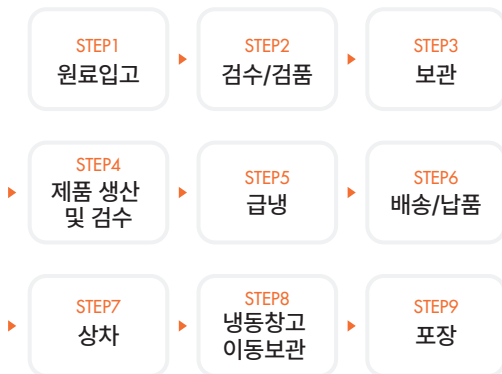 STEP1
원료입고
STEP2
검수/검품
STEP3
보관
STEP4
제품 생산
및 검수
STEP5
급냉
STEP6
배송/납품
STEP7
상차
STEP8
냉동창고
이동보관
STEP9
포장